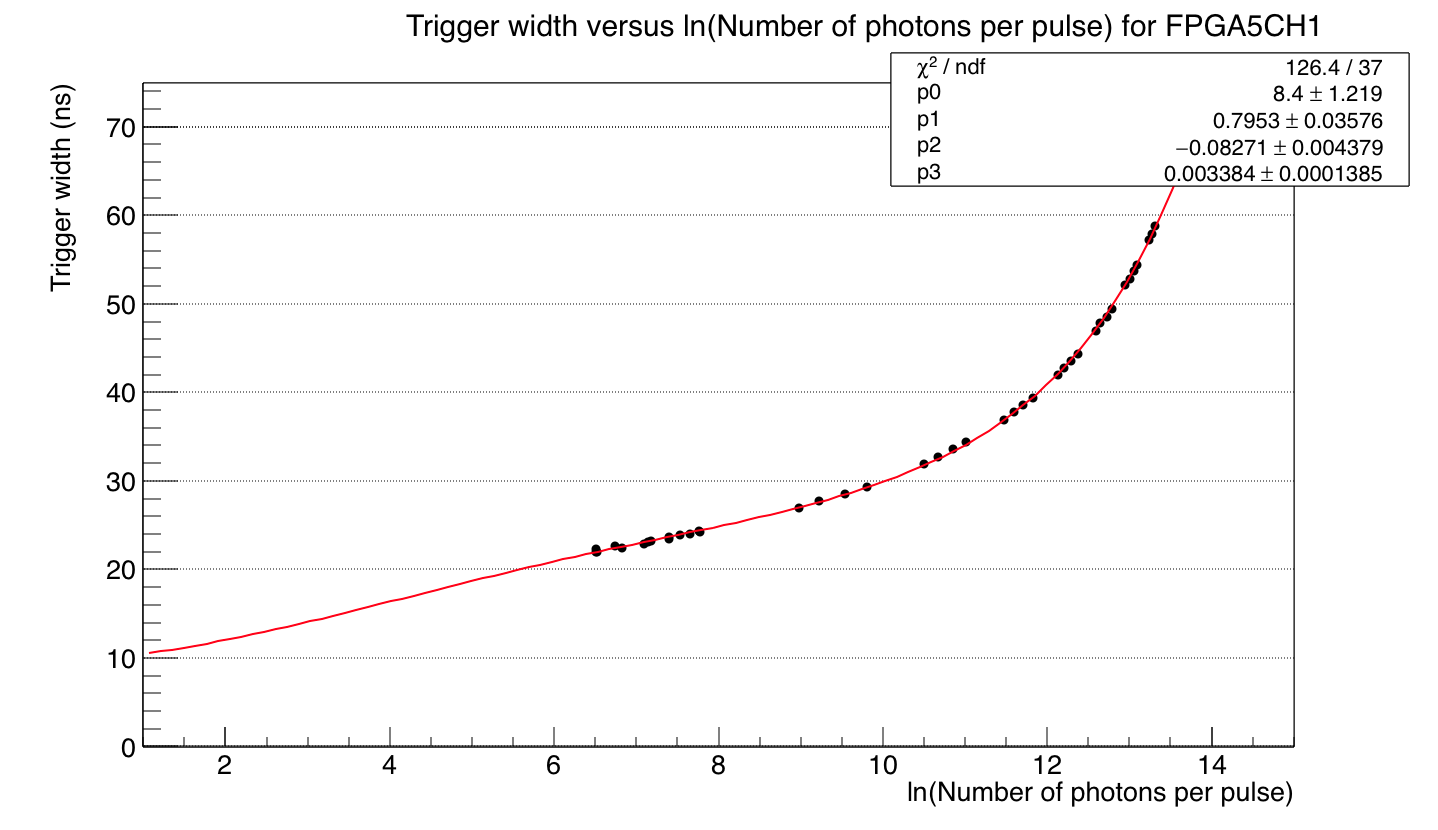 Trigger width versus ln(Number of photons per pulse) for FPGA5CH1
χ² / ndf 126.4 / 37
p0 8.4 ± 1.219
p1 0.7953 ± 0.03576
p2 −0.08271 ± 0.004379
p3 0.003384 ± 0.0001385
Trigger width (ns)
70
60
50
40
30
20
10
0
2 4 6 8 10 12 14
ln(Number of photons per pulse)